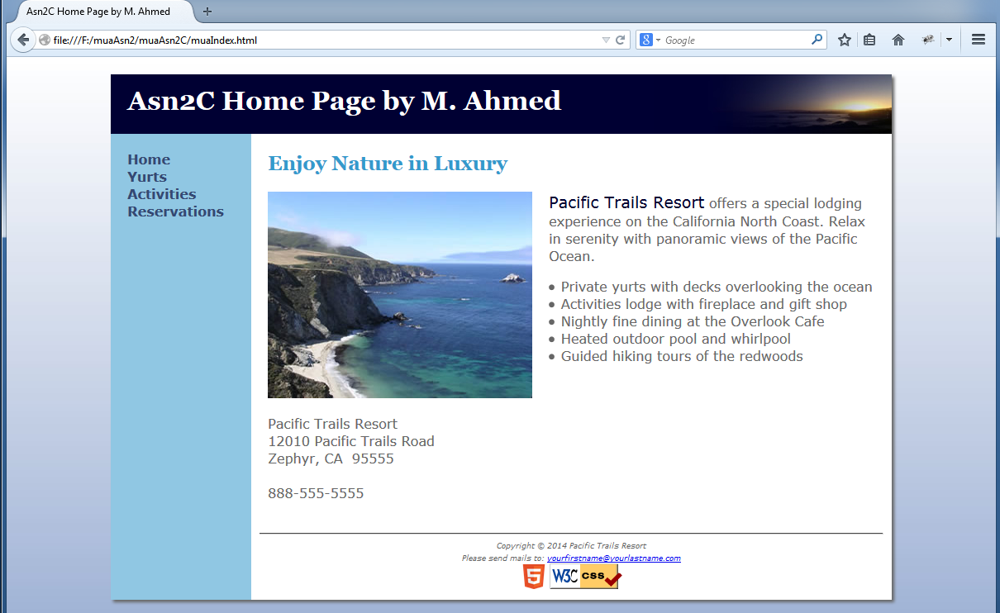 Asn2C Home Page by M. Ahmed
file:///F:/muaAsn2/muaAsn2C/muaIndex.html
8 Google
Asn2C Home Page by M. Ahmed
Home
Yurts
Activities
Reservations
Enjoy Nature in Luxury
Pacific Trails Resort offers a special lodging
experience on the California North Coast. Relax
in serenity with panoramic views of the Pacific
Ocean.
• Private yurts with decks overlooking the ocean
• Activities lodge with fireplace and gift shop
• Nightly fine dining at the Overlook Cafe
• Heated outdoor pool and whirlpool
• Guided hiking tours of the redwoods
Pacific Trails Resort
12010 Pacific Trails Road
Zephyr, CA  95555
888-555-5555
Copyright © 2014 Pacific Trails Resort
Please send mails to: yourfirstname@yourlastname.com
5 W3C css